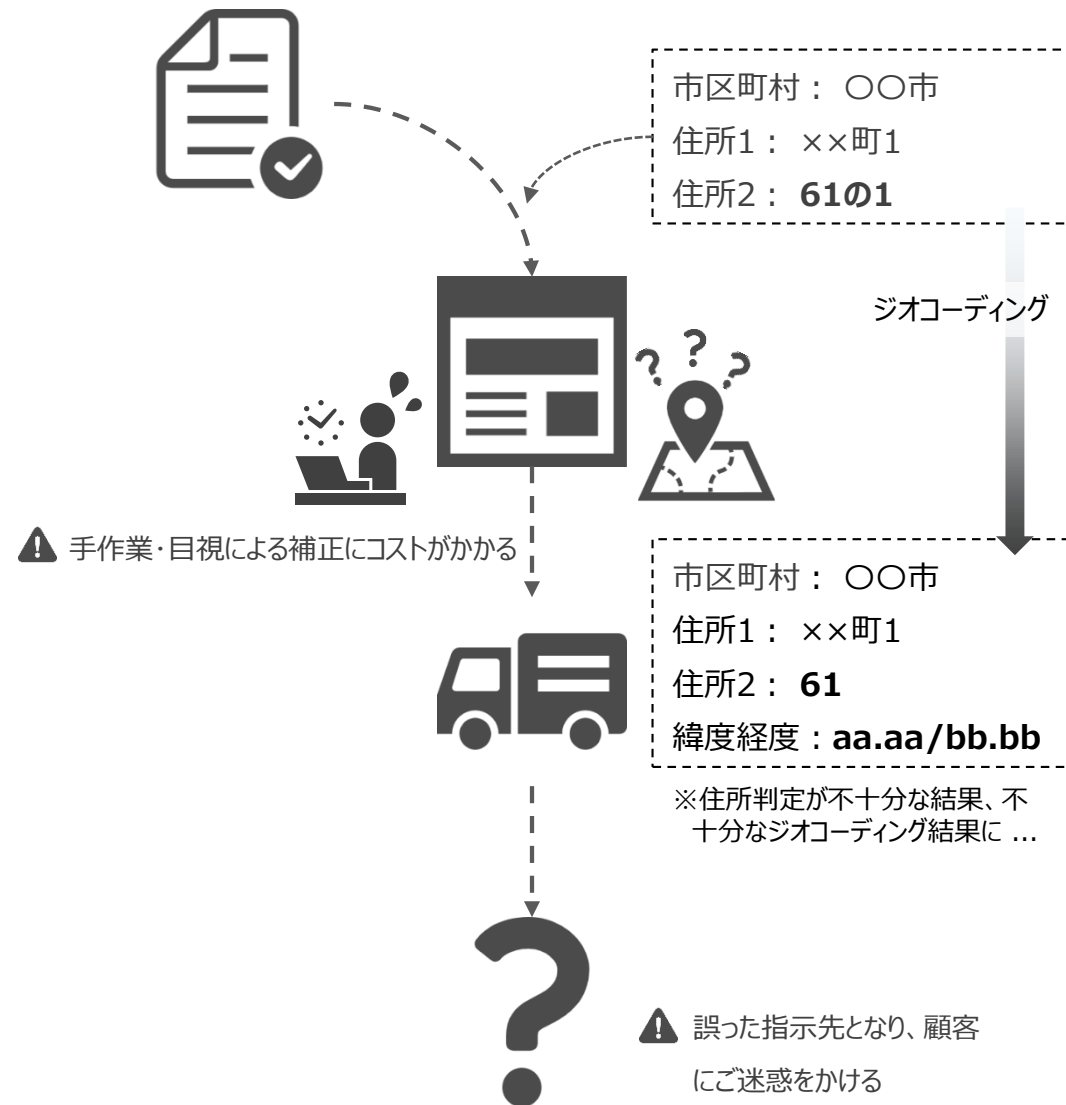 市区町村： 〇〇市
住所1： ××町1
住所2： 61の1
ジオコーディング
手作業・目視による補正にコストがかかる
市区町村： 〇〇市
住所1： ××町1
住所2： 61
緯度経度：aa.aa/bb.bb
※住所判定が不十分な結果、不
十分なジオコーディング結果に ...
誤った指示先となり、顧客
にご迷惑をかける